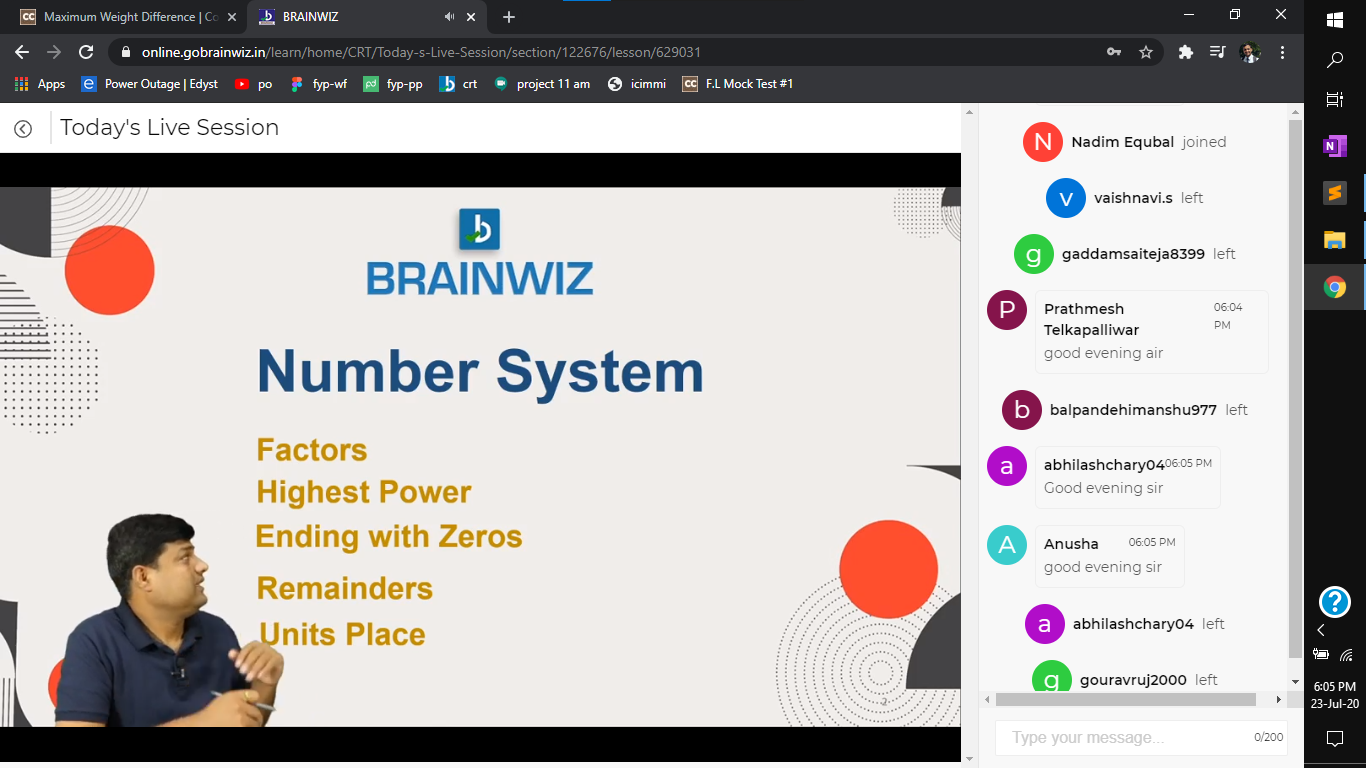 Maximum Weight Difference | Co
BRAINWIZ
online.gobrainwiz.in/learn/home/CRT/Today-s-Live-Session/section/122676/lesson/629031
Apps
Power Outage | Edyst
po
fyp-wf
fyp-pp
crt
project 11 am
icimmi
F.L Mock Test #1
Today's Live Session
b
BRAINWIZ
Number System
Factors
Highest Power
Ending with Zeros
Remainders
Units Place
2
N
Nadim Equbal joined
v
vaishnavi.s left
g
gaddamsaiteja8399 left
P
Prathmesh
Telkapalliwar
06:04
PM
good evening air
b
balpandehimanshu977 left
a
abhilashchary04 06:05 PM
Good evening sir
A
Anusha 06:05 PM
good evening sir
a
abhilashchary04 left
g
gouravruj2000 left
Type your message...
0/200
6:05 PM
23-Jul-20